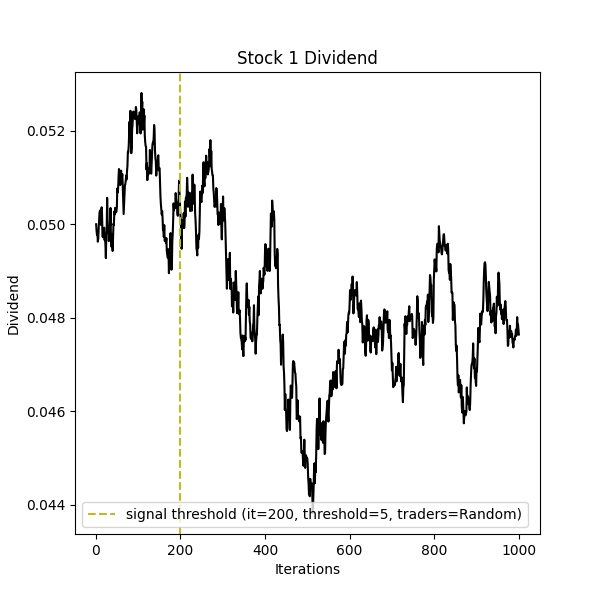 Stock 1 Dividend
Dividend
0.052
0.050
0.048
0.046
0.044
signal threshold (it=200, threshold=5, traders=Random)
0 200 400 600 800 1000
Iterations